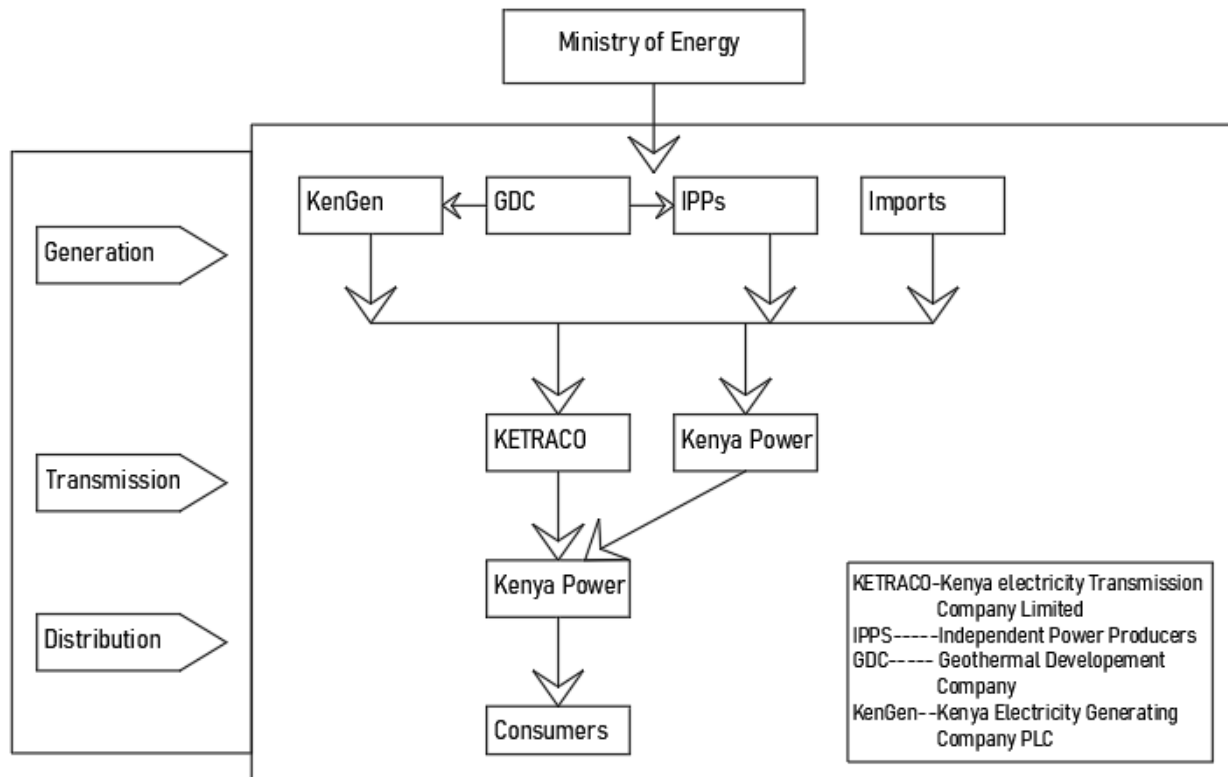 Ministry of Energy
KenGen
GDC
IPPs
Imports
Generation
KETRACO
Kenya Power
Transmission
Kenya Power
Distribution
Consumers
KETRACO-Kenya electricity Transmission
Company Limited
IPPS-----Independent Power Producers
GDC----- Geothermal Developement
Company
KenGen--Kenya Electricity Generating
Company PLC